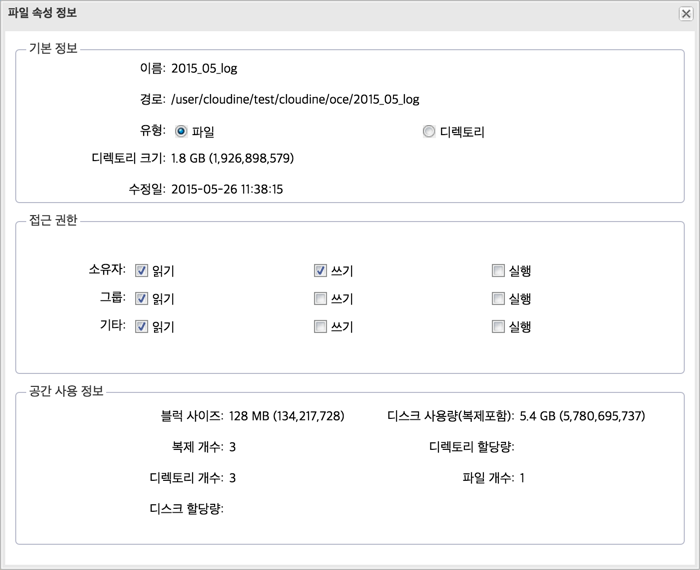 파일 속성 정보
기본 정보
이름: 2015_05_log
경로: /user/cloudine/test/cloudine/oce/2015_05_log
유형: 파일 디렉토리
디렉토리 크기: 1.8 GB (1,926,898,579)
수정일: 2015-05-26 11:38:15
접근 권한
소유자: 읽기 쓰기 실행
그룹: 읽기 쓰기 실행
기타: 읽기 쓰기 실행
공간 사용 정보
블럭 사이즈: 128 MB (134,217,728) 디스크 사용량(복제포함): 5.4 GB (5,780,695,737)
복제 개수: 3 디렉토리 할당량:
디렉토리 개수: 3 파일 개수: 1
디스크 할당량: